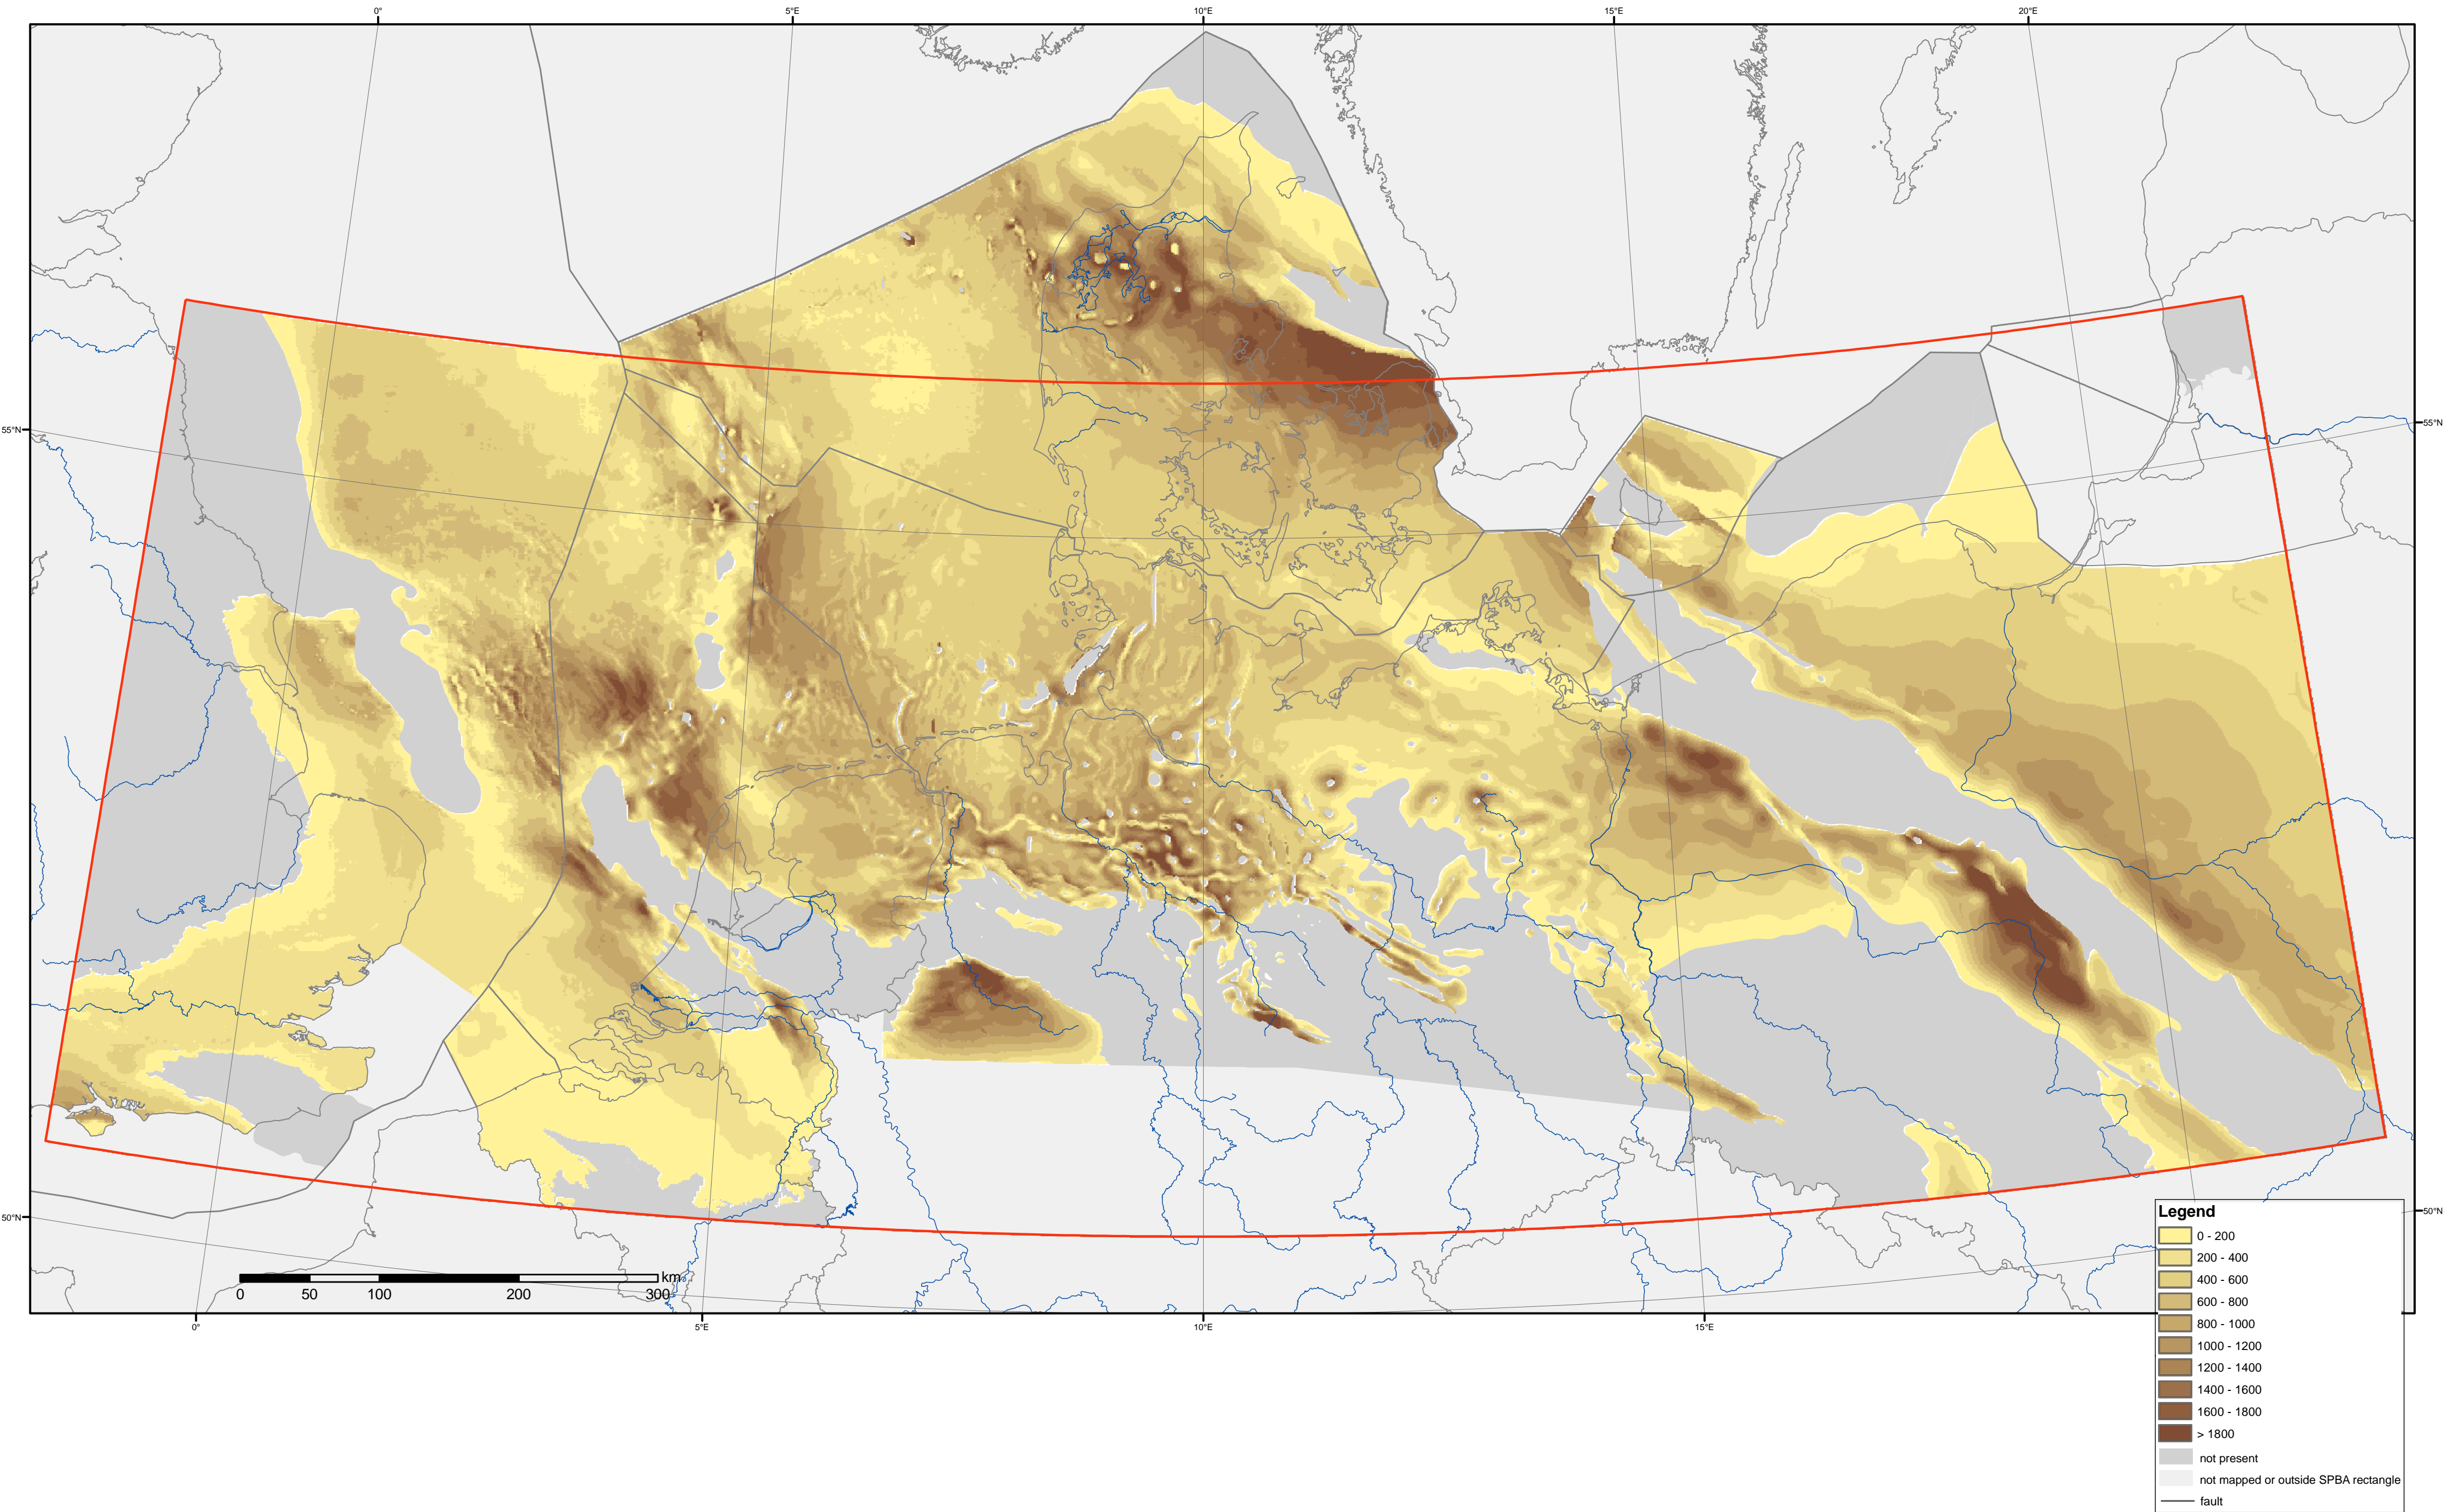 0°
5°E
10°E
15°E
20°E
55°N
55°N
50°N
50°N
km.
0 50 100 200 300
0°
5°E
10°E
15°E
Legend
0 - 200
200 - 400
400 - 600
600 - 800
800 - 1000
1000 - 1200
1200 - 1400
1400 - 1600
1600 - 1800
> 1800
not present
not mapped or outside SPBA rectangle
fault